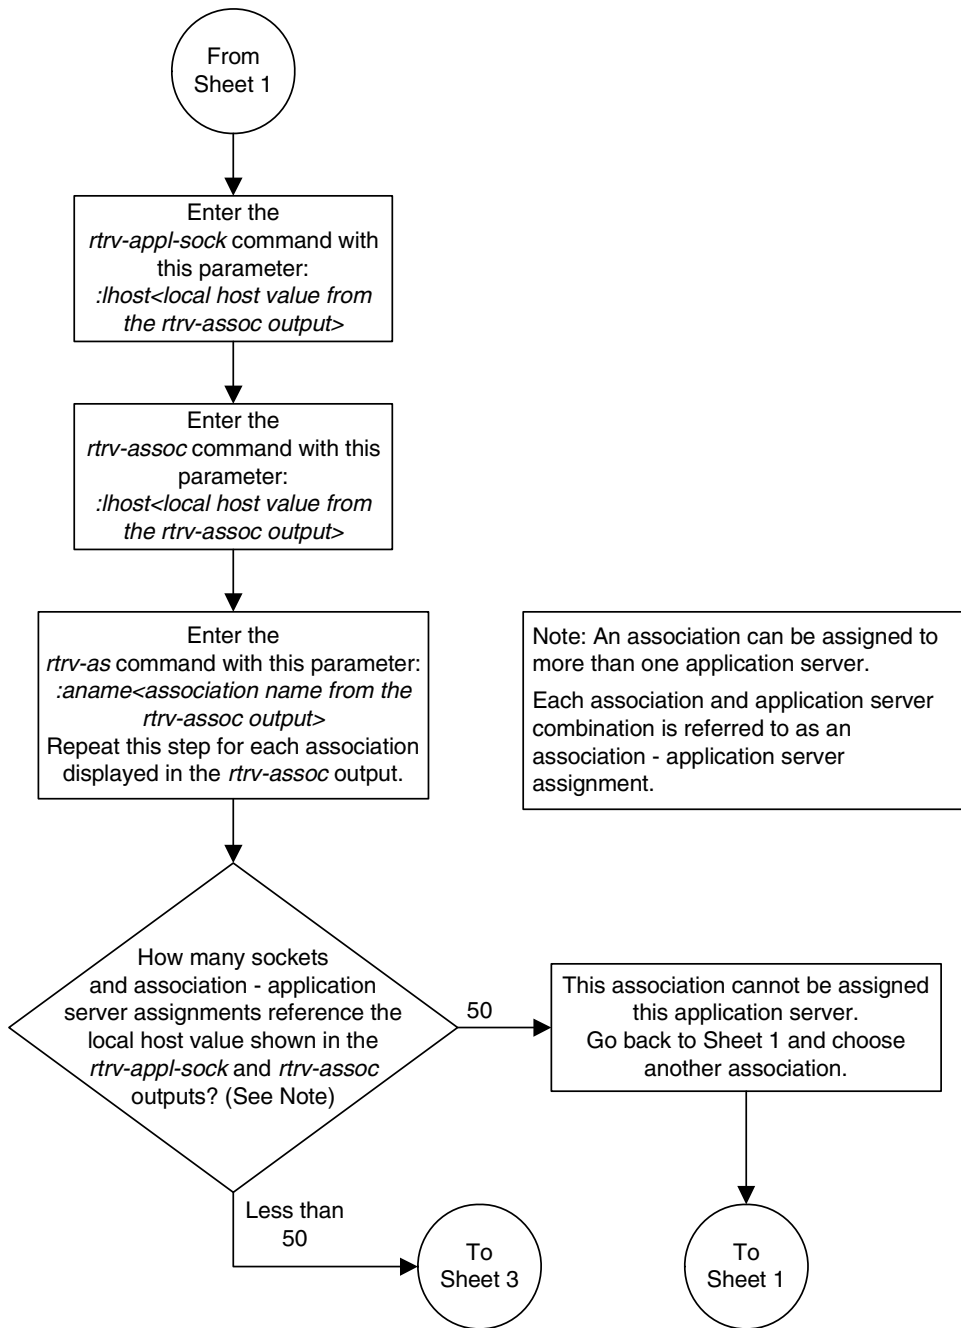 From
Sheet 1
Enter the
rtrv-appl-sock command with
this parameter:
:lhost<local host value from
the rtrv-assoc output>
Enter the
rtrv-assoc command with this
parameter:
:lhost<local host value from
the rtrv-assoc output>
Enter the
rtrv-as command with this parameter:
:aname<association name from the
rtrv-assoc output>
Repeat this step for each association
displayed in the rtrv-assoc output.
Note: An association can be assigned to
more than one application server.
Each association and application server
combination is referred to as an
association - application server
assignment.
How many sockets
and association - application
server assignments reference the
local host value shown in the
rtrv-appl-sock and rtrv-assoc
outputs? (See Note)
50
This association cannot be assigned
this application server.
Go back to Sheet 1 and choose
another association.
Less than
50
To
Sheet 3
To
Sheet 1